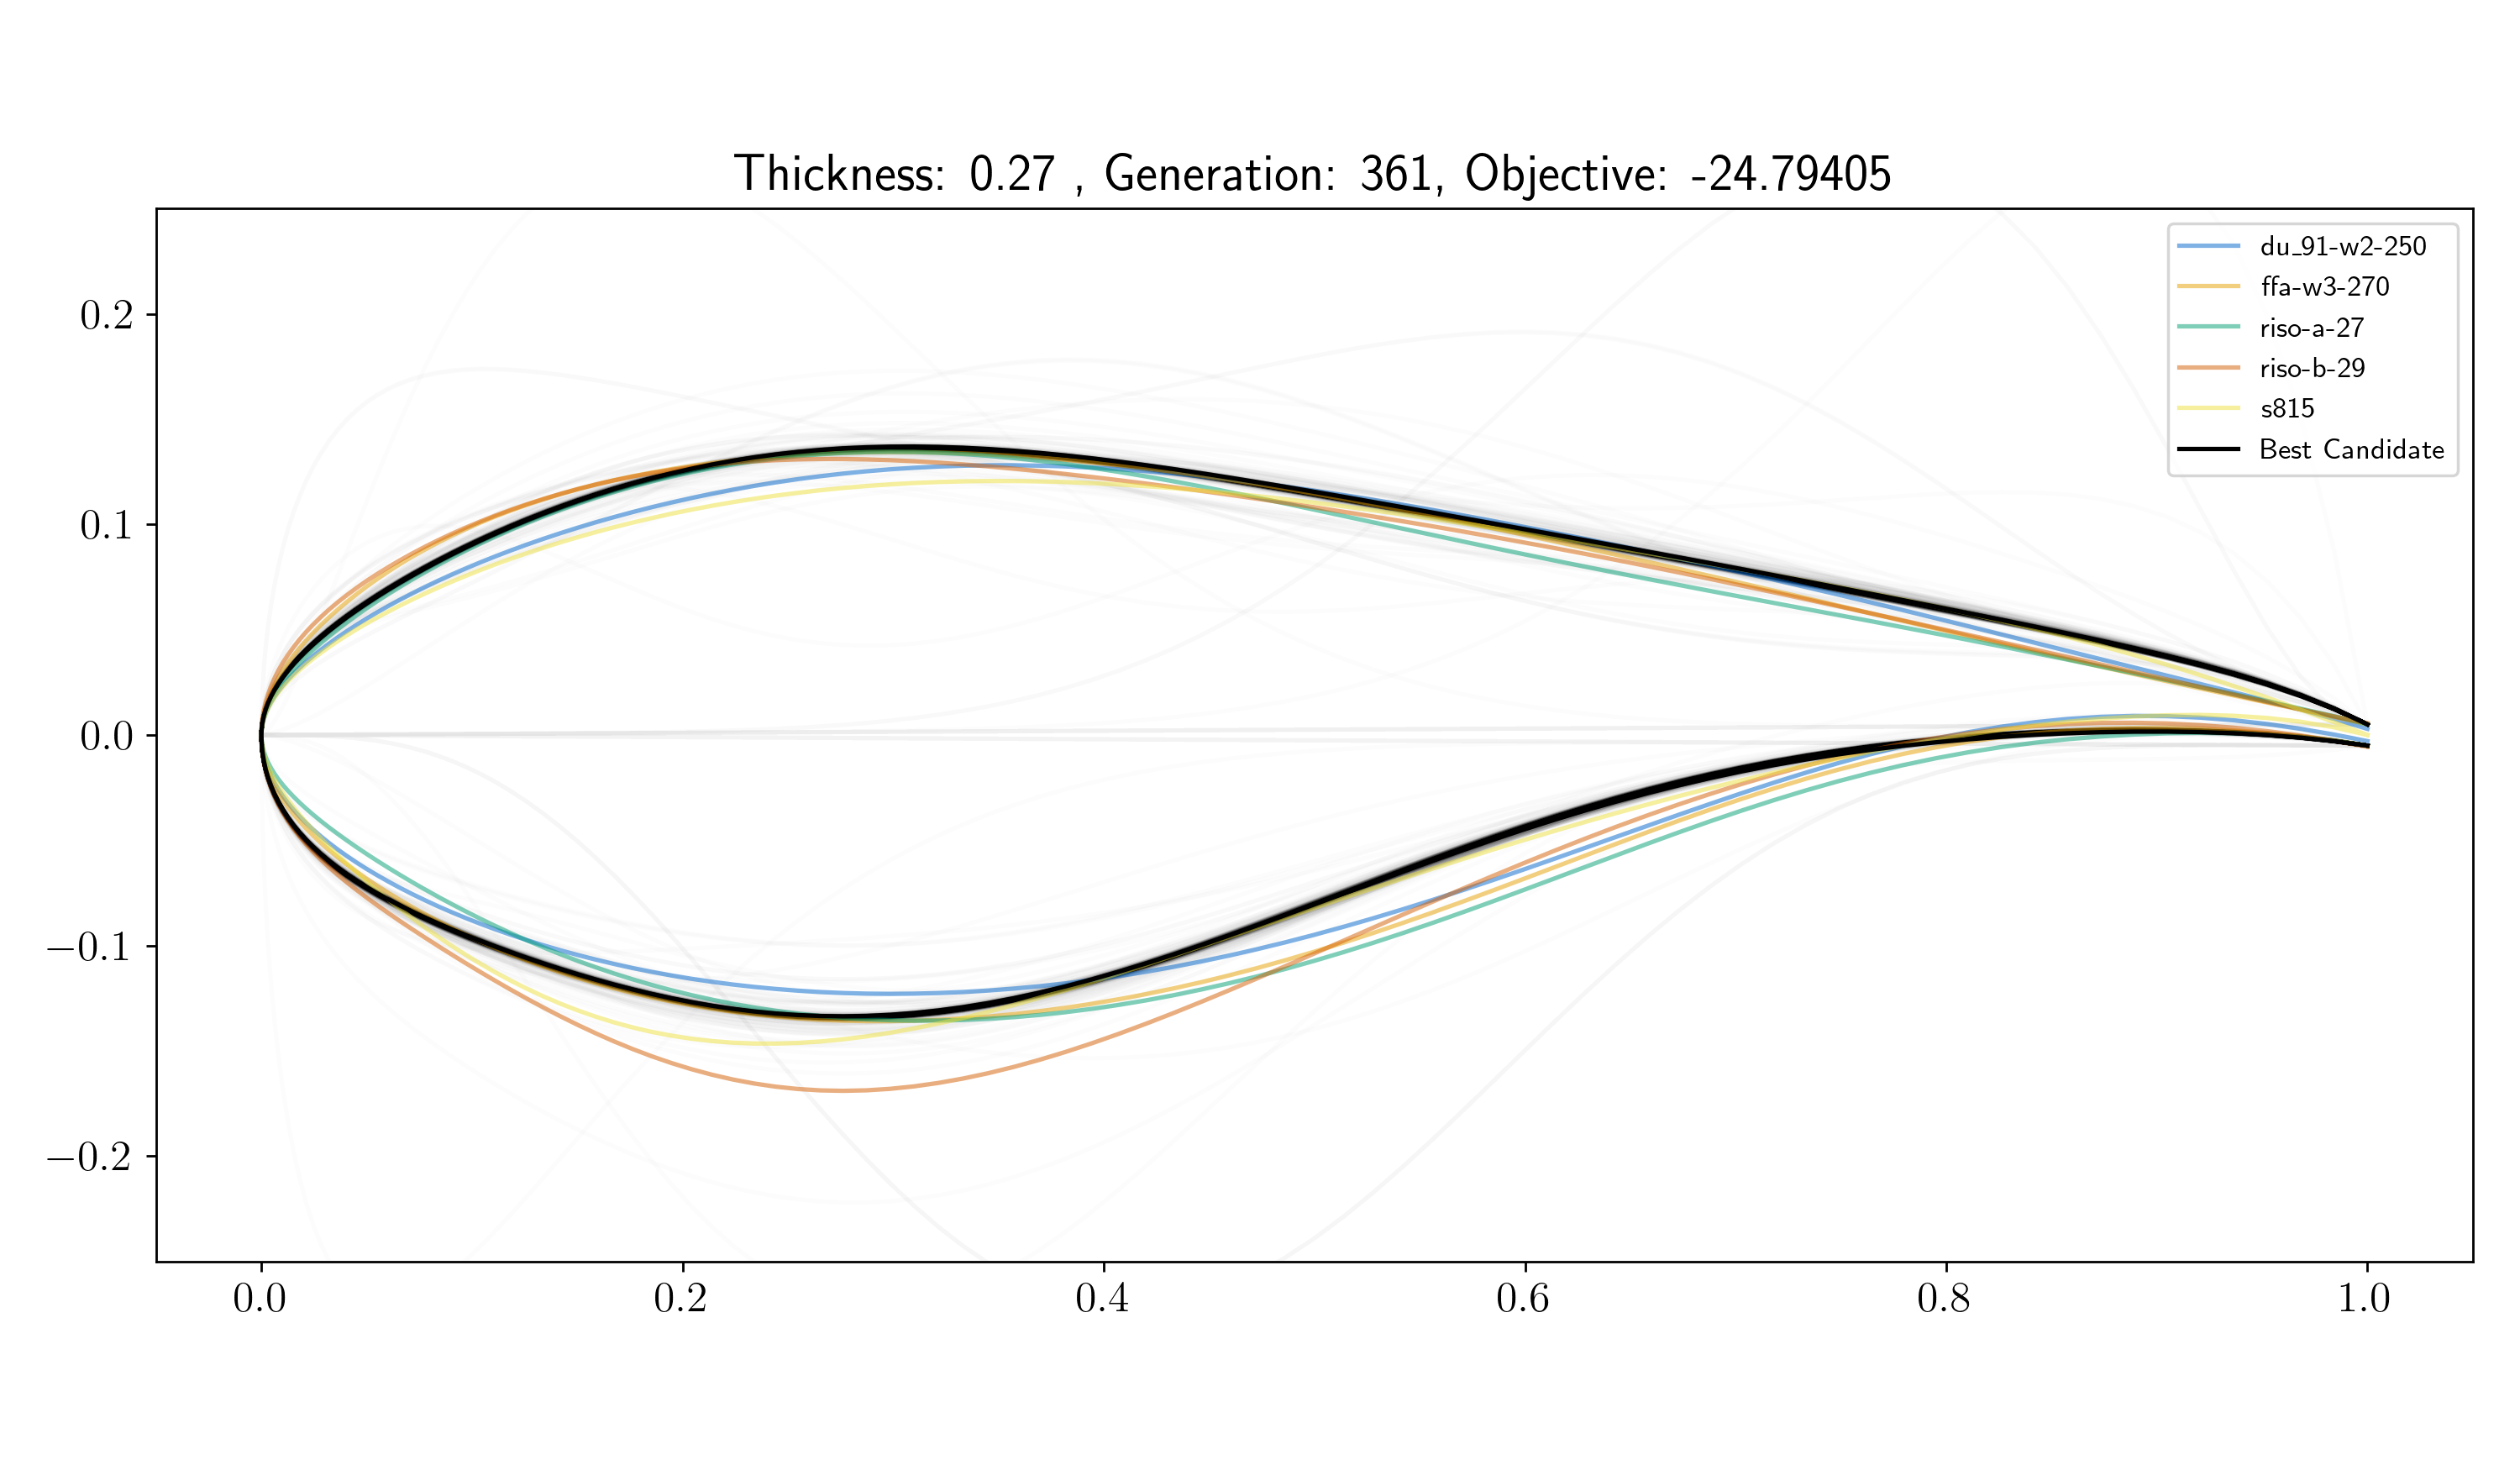 Thickness: 0.27 , Generation: 361, Objective: -24.79405
du_91-w2-250
ffa-w3-270
riso-a-27
riso-b-29
s815
Best Candidate
0.2
0.1
0.0
−0.1
−0.2
0.0 0.2 0.4 0.6 0.8 1.0